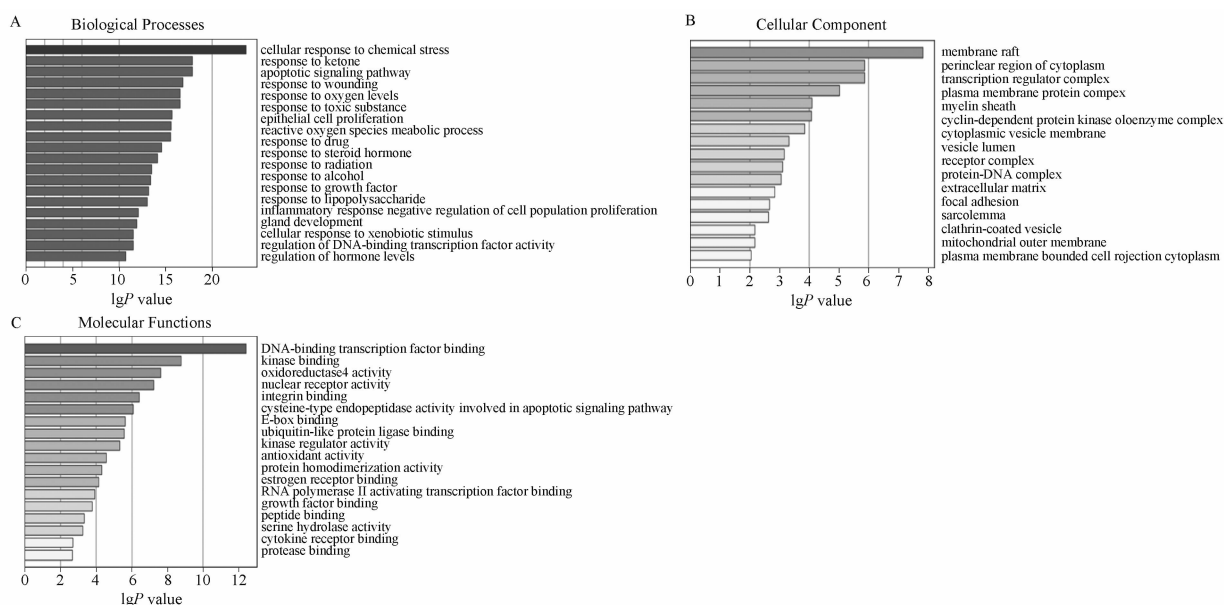 A
Biological Processes
cellular response to chemical stress
response to ketone
apoptotic signaling pathway
response to wounding
response to oxygen levels
response to toxic substance
epithelial cell proliferation
reactive oxygen species meabolic process
response to drug
response to steroid hormone
response to radiation
response to alcohol
response to growth factor
response to lipopolysaccharide
inflammatory response negative regulation of cell population proliferation
gland development
cellular response to xenobiotic stimulus
regulation of DNA-binding transcription factor activity
regulation of hormone levels
0 5 10 15 20
lgP value
B
Cellular Component
membrane raft
perinclear region of cytoplasm
transcription regulator complex
plasma membrane protein compex
myelin sheath
cyclin-dependent protein kinase oloenzyme complex
cytoplasmic vesicle membrane
vesicle lumen
receptor complex
protein-DNA complex
extracellular matrix
focal adhesion
sarcolemma
clathrin-coated vesicle
mitochondrial outer membrane
plasma membrane bounded cell rojection cytoplasm
0 1 2 3 4 5 6 7 8
lgP value
C
Molecular Functions
DNA-binding transcription factor binding
kinase binding
oxidoreductase4 activity
nuclear receptor activity
integrin binding
cysteine-type endopeptidase activity involved in apoptotic signaling pathway
E-box binding
ubiquitin-like protein ligase binding
kinase regulator activity
antioxidant activity
protein homodimerization activity
estrogen receptor binding
RNA polymerase II activating transcription factor binding
growth factor binding
peptide binding
serine hydrolase activity
cytokine receptor binding
protease binding
0 2 4 6 8 10 12
lgP value